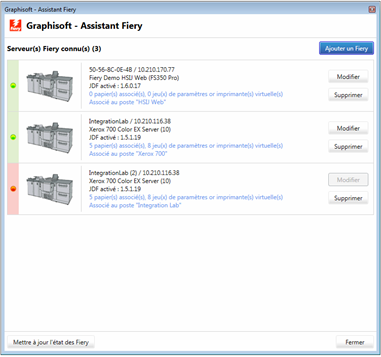 Graphisoft - Assistant Fiery
Graphisoft - Assistant Fiery
Serveur(s) Fiery connu(s) (3)
Ajouter un Fiery
50-56-8C-0E-48 / 10.210.170.77
Fiery Demo HSIJ Web (FS350 Pro)
JDF activé : 1.6.0.17
0 papier(s) associé(s), 0 jeu(x) de paramètres or imprimante(s) virtuelle(s)
Associé au poste "HSIJ Web"
Modifier
Supprimer
IntegrationLab / 10.210.116.38
Xerox 700 Color EX Server (10)
JDF activé : 1.5.1.19
5 papier(s) associé(s), 8 jeu(x) de paramètres or imprimante(s) virtuelle(s)
Associé au poste "Xerox 700"
Modifier
Supprimer
IntegrationLab (2) / 10.210.116.38
Xerox 700 Color EX Server (10)
JDF activé : 1.5.1.19
5 papier(s) associé(s), 8 jeu(x) de paramètres or imprimante(s) virtuelle(s)
Associé au poste "Integration Lab"
Modifier
Supprimer
Mettre à jour l'état des Fiery
Fermer